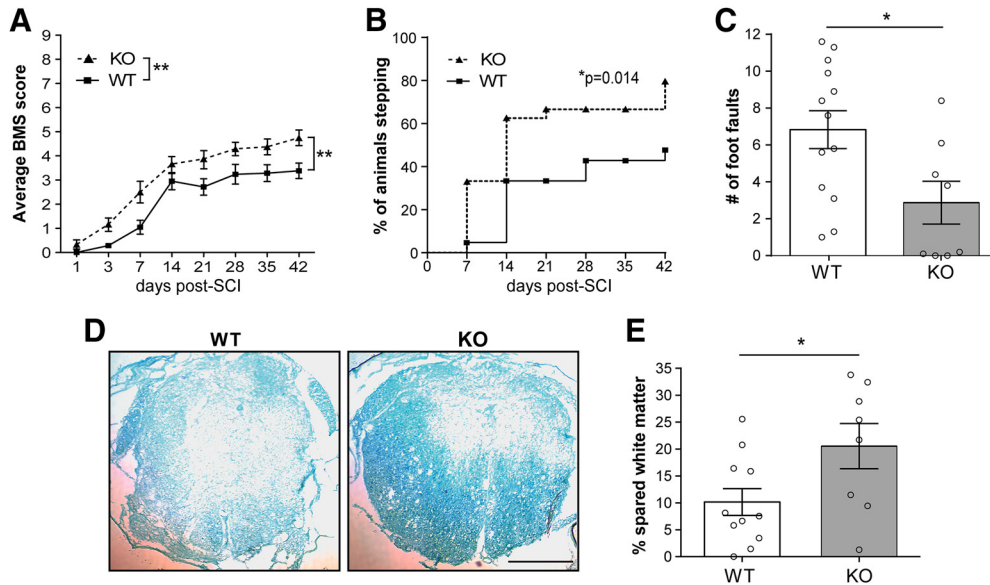 A
Average BMS score
9
8
7
6
5
4
3
2
1
0
KO
WT
**
**
1 3 7 14 21 28 35 42
days post-SCI
B
% of animals stepping
100
80
60
40
20
0
KO
WT
*p=0.014
0 7 14 21 28 35 42
days post-SCI
C
# of foot faults
12
10
8
6
4
2
0
*
WT KO
D
WT KO
E
% spared white matter
35
30
25
20
15
10
5
0
*
WT KO